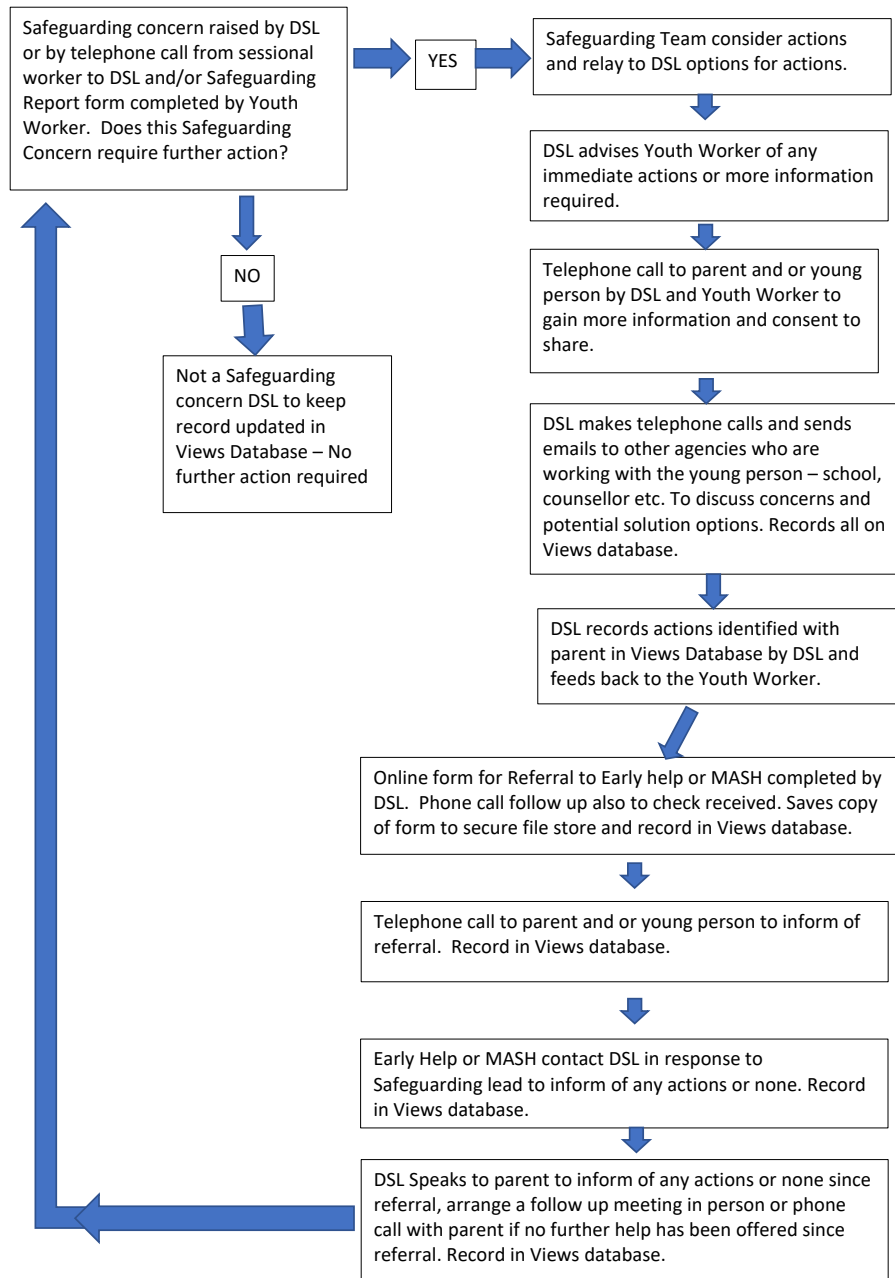 Safeguarding concern raised by DSL
or by telephone call from sessional
worker to DSL and/or Safeguarding
Report form completed by Youth
Worker.  Does this Safeguarding
Concern require further action?
YES
Safeguarding Team consider actions
and relay to DSL options for actions.
DSL advises Youth Worker of any
immediate actions or more information
required.
NO
Telephone call to parent and or young
person by DSL and Youth Worker to
gain more information and consent to
share.
Not a Safeguarding
concern DSL to keep
record updated in
Views Database – No
further action required
DSL makes telephone calls and sends
emails to other agencies who are
working with the young person – school,
counsellor etc. To discuss concerns and
potential solution options. Records all on
Views database.
DSL records actions identified with
parent in Views Database by DSL and
feeds back to the Youth Worker.
Online form for Referral to Early help or MASH completed by
DSL.  Phone call follow up also to check received. Saves copy
of form to secure file store and record in Views database.
Telephone call to parent and or young person to inform of
referral.  Record in Views database.
Early Help or MASH contact DSL in response to
Safeguarding lead to inform of any actions or none. Record
in Views database.
DSL Speaks to parent to inform of any actions or none since
referral, arrange a follow up meeting in person or phone
call with parent if no further help has been offered since
referral. Record in Views database.